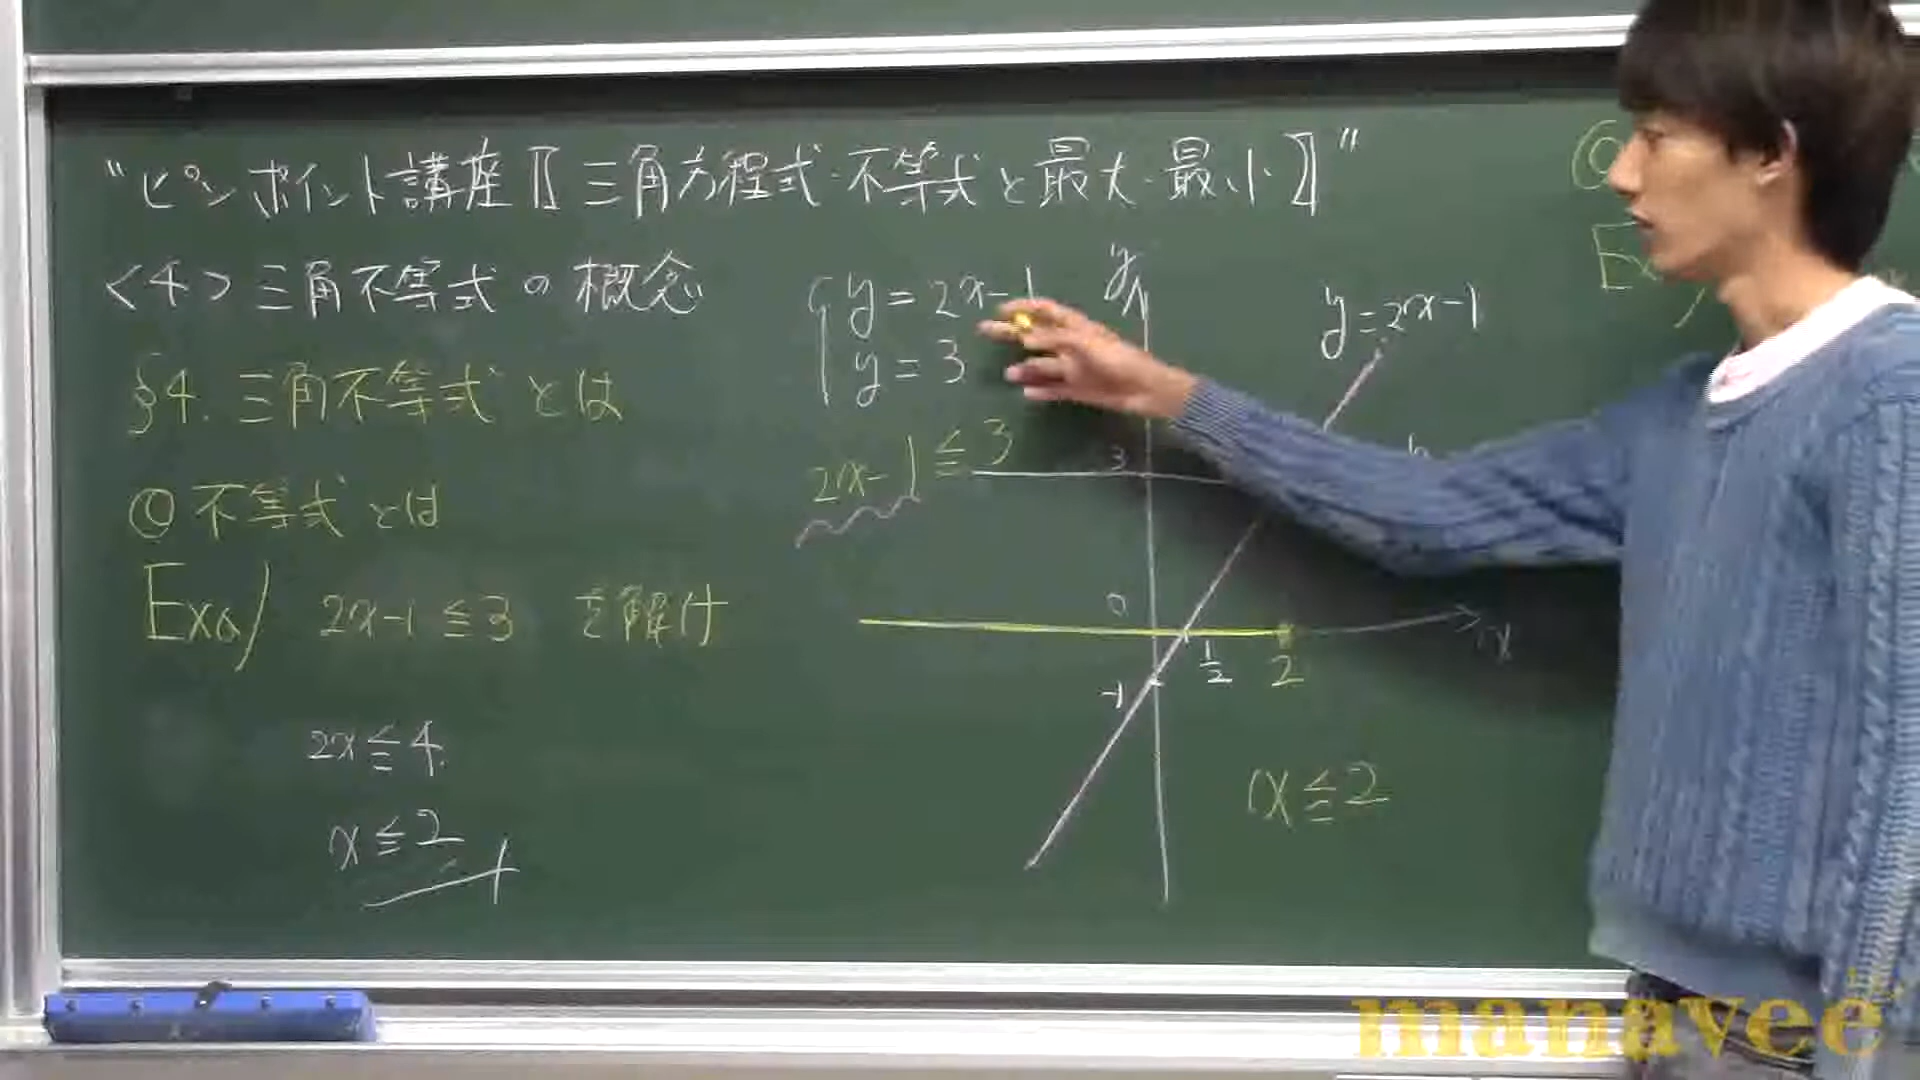 "ピンポイント講座〖三角方程式・不等式と最大・最小〗"
<4> 三角不等式の概念
§4. 三角不等式とは
◎ 不等式とは
Exa/ 2x-1≦3 を解け
2x≦4
x≦2
y=2x-1
y=3
2x-1≦3
y
y=2x-1
3
0
1/2
2
x
-1
x≦2
Ex
manavee